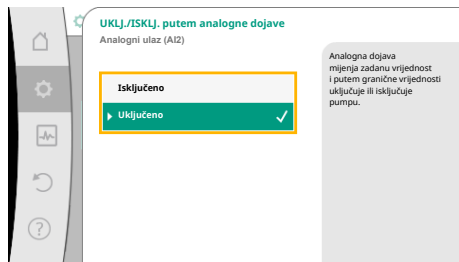 UKLJ./ISKLJ. putem analogne dojave
Analogni ulaz (AI2)
Isključeno
Uključeno
Analogna dojava
mijenja zadanu vrijednost
i putem granične vrijednosti
uključuje ili isključuje
pumpu.